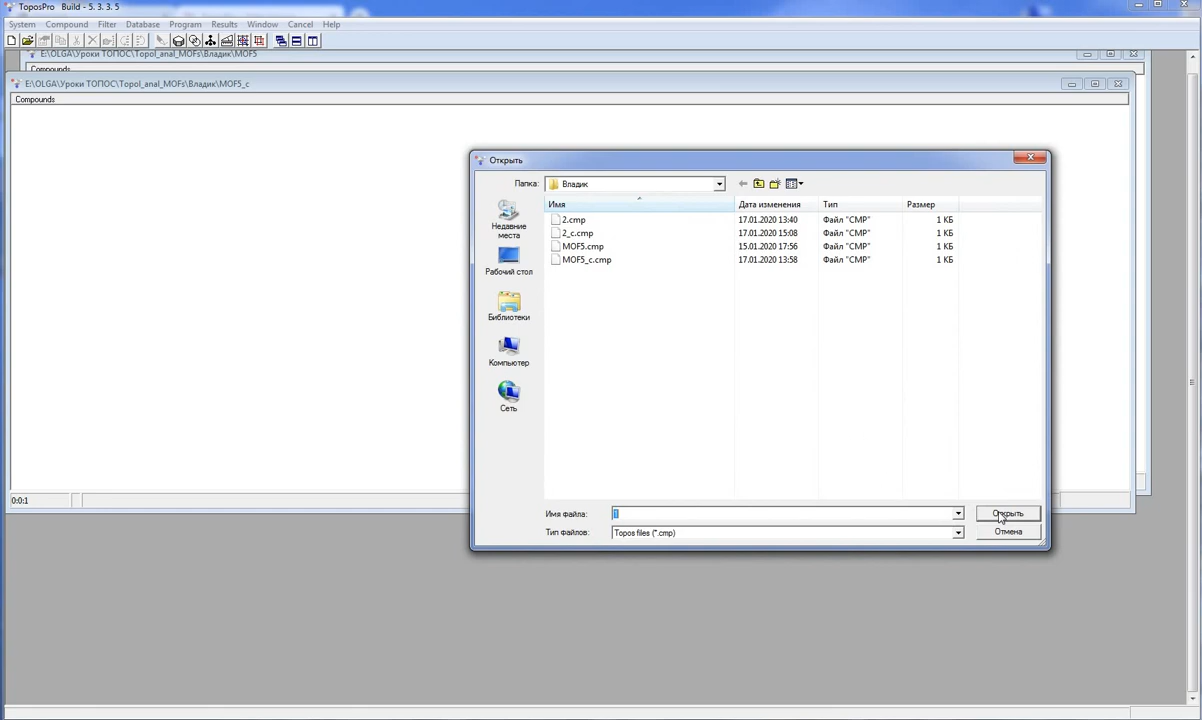 ToposPro Build - 5. 3. 3. 5
System Compound Filter Database Program Results Window Cancel Help
E:\OLGA\Уроки ТОПОС\Topol_anal_MOFs\Владик\MOF5
Compounds
E:\OLGA\Уроки ТОПОС\Topol_anal_MOFs\Владик\MOF5_c
Compounds
Открыть
Папка: Владик
Имя Дата изменения Тип Размер
2.cmp 17.01.2020 13:40 Файл "CMP" 1 КБ
2_c.cmp 17.01.2020 15:08 Файл "CMP" 1 КБ
MOF5.cmp 15.01.2020 17:56 Файл "CMP" 1 КБ
MOF5_c.cmp 17.01.2020 13:58 Файл "CMP" 1 КБ
Недавние
места
Рабочий стол
Библиотеки
Компьютер
Сеть
Имя файла: Открыть
Тип файлов: Topos files (*.cmp) Отмена
0:0:1